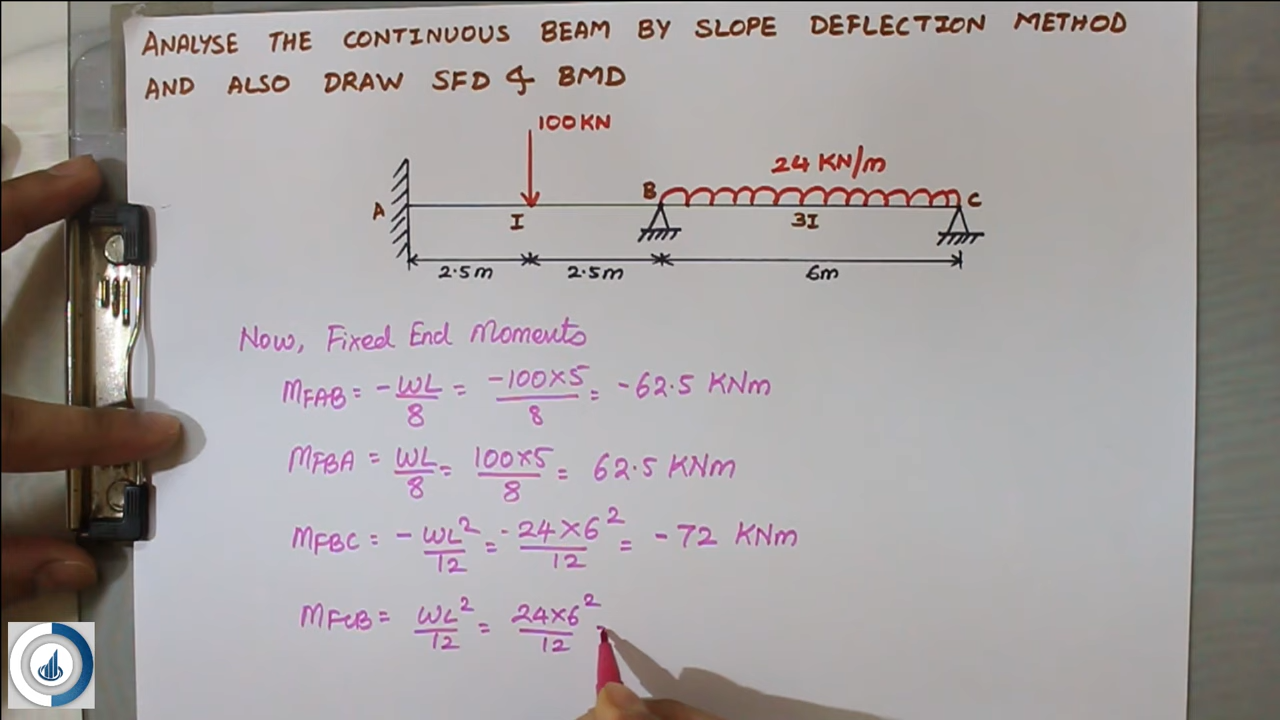 ANALYSE THE CONTINUOUS BEAM BY SLOPE DEFLECTION METHOD
AND ALSO DRAW SFD & BMD
100 KN
24 KN/m
A
B
C
I
3I
2.5m
2.5m
6m
Now, Fixed End Moments
MFAB = -WL/8 = -100×5/8 = -62.5 KNm
MFBA = WL/8 = 100×5/8 = 62.5 KNm
MFBC = -WL²/12 = -24×6²/12 = -72 KNm
MFCB = WL²/12 = 24×6²/12 =